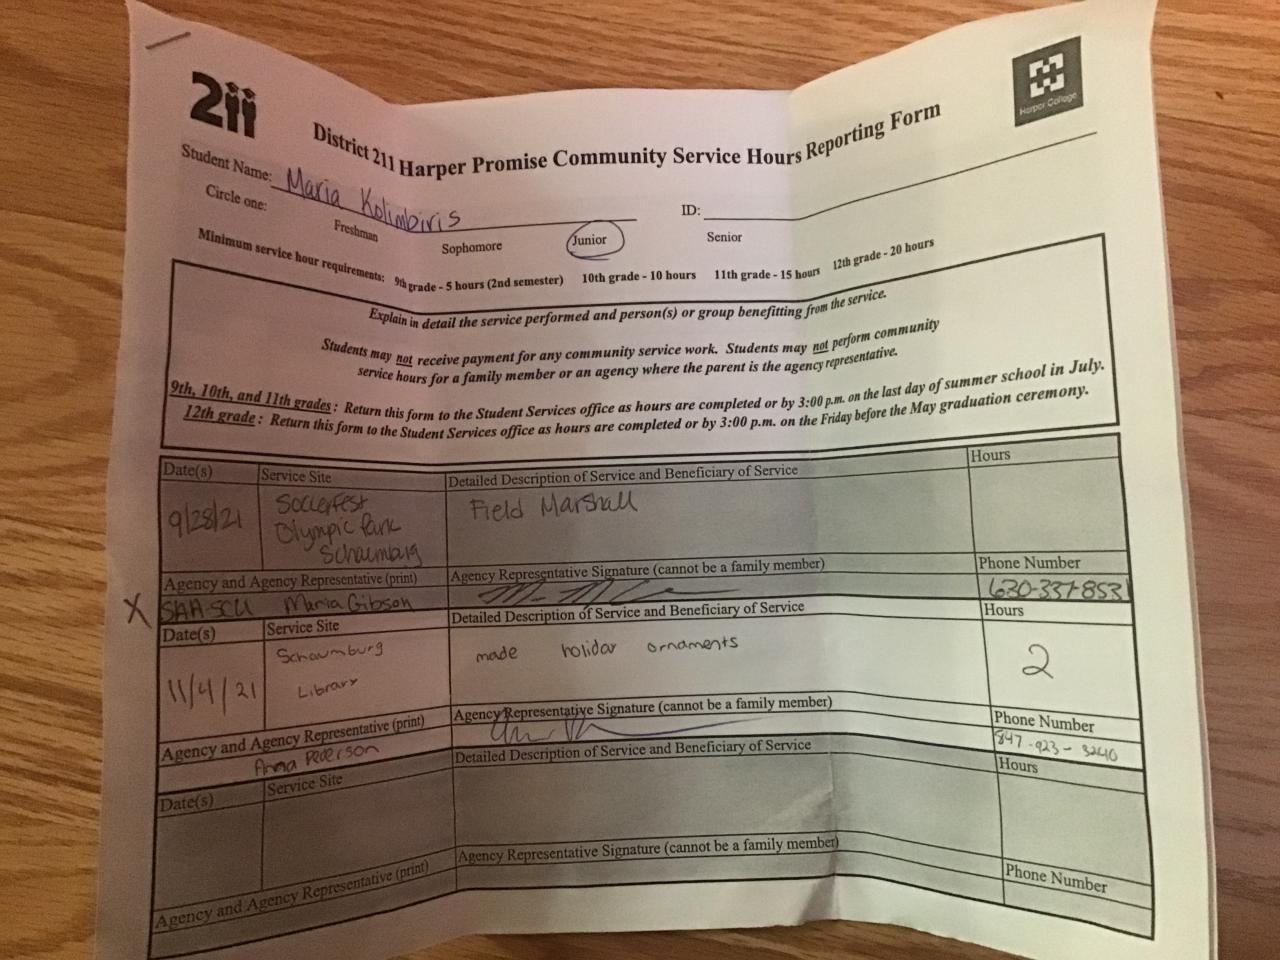 211
Harper College
District 211 Harper Promise Community Service Hours Reporting Form
Student Name: Maria Kolimbiris
ID:
Circle one: Freshman Sophomore Junior Senior
Minimum service hour requirements: 9th grade - 5 hours (2nd semester) 10th grade - 10 hours 11th grade - 15 hours 12th grade - 20 hours
Explain in detail the service performed and person(s) or group benefitting from the service.
Students may not receive payment for any community service work. Students may not perform community
service hours for a family member or an agency where the parent is the agency representative.
9th, 10th, and 11th grades: Return this form to the Student Services office as hours are completed or by 3:00 p.m. on the last day of summer school in July.
12th grade: Return this form to the Student Services office as hours are completed or by 3:00 p.m. on the Friday before the May graduation ceremony.
Date(s) Service Site Detailed Description of Service and Beneficiary of Service Hours
9/28/21 Soccerfest Field Marshall
Olympic Park
Schaumburg
Agency and Agency Representative (print) Agency Representative Signature (cannot be a family member) Phone Number
X Maria Gibson 630-337-8531
Date(s) Service Site Detailed Description of Service and Beneficiary of Service Hours
11/4/21 Schaumburg made holiday ornaments 2
Library
Agency and Agency Representative (print) Agency Representative Signature (cannot be a family member) Phone Number
Anna Pederson 847-923-3240
Date(s) Service Site Detailed Description of Service and Beneficiary of Service Hours
Agency and Agency Representative (print) Agency Representative Signature (cannot be a family member) Phone Number